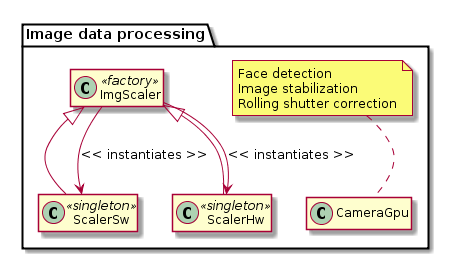 Image data processing
C «factory»
ImgScaler
Face detection
Image stabilization
Rolling shutter correction
<< instantiates >>
<< instantiates >>
C «singleton»
ScalerSw
C «singleton»
ScalerHw
C CameraGpu